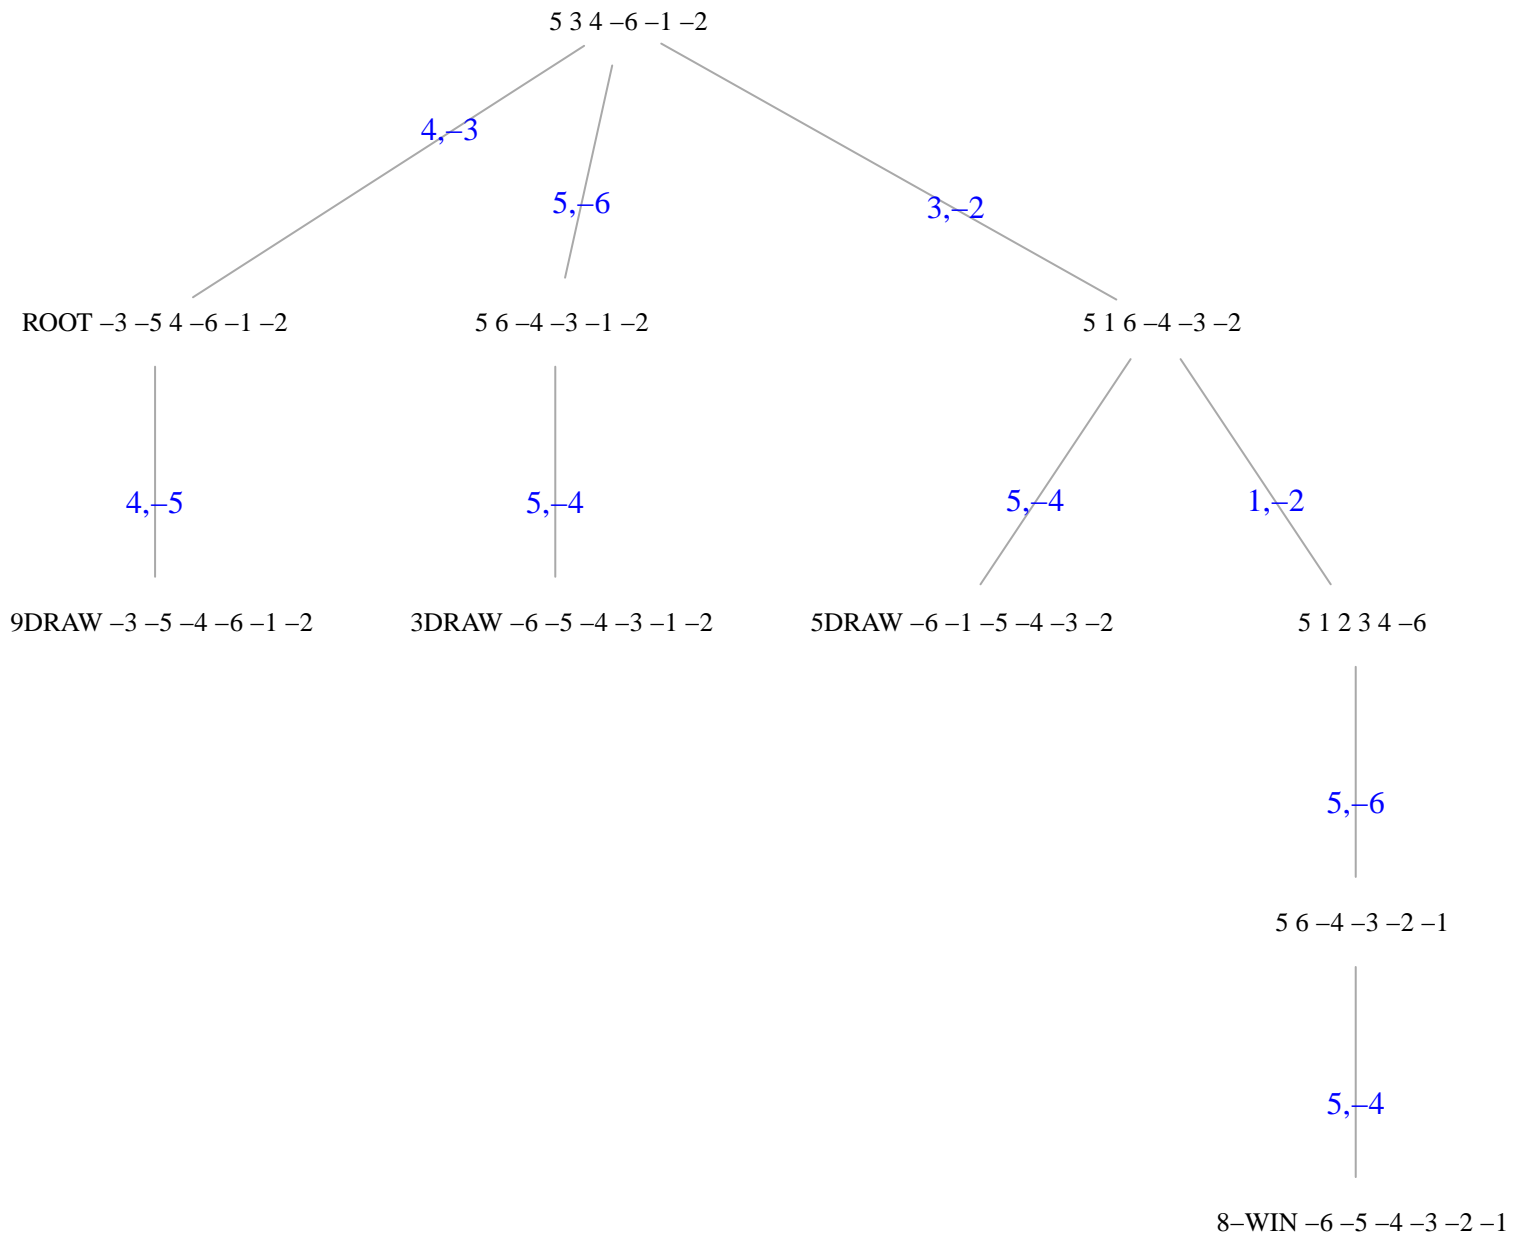 5 3 4 –6 –1 –2
4,–3
5,–6
3,–2
ROOT –3 –5 4 –6 –1 –2
5 6 –4 –3 –1 –2
5 1 6 –4 –3 –2
4,–5
5,–4
5,–4
1,–2
9DRAW –3 –5 –4 –6 –1 –2
3DRAW –6 –5 –4 –3 –1 –2
5DRAW –6 –1 –5 –4 –3 –2
5 1 2 3 4 –6
5,–6
5 6 –4 –3 –2 –1
5,–4
8–WIN –6 –5 –4 –3 –2 –1